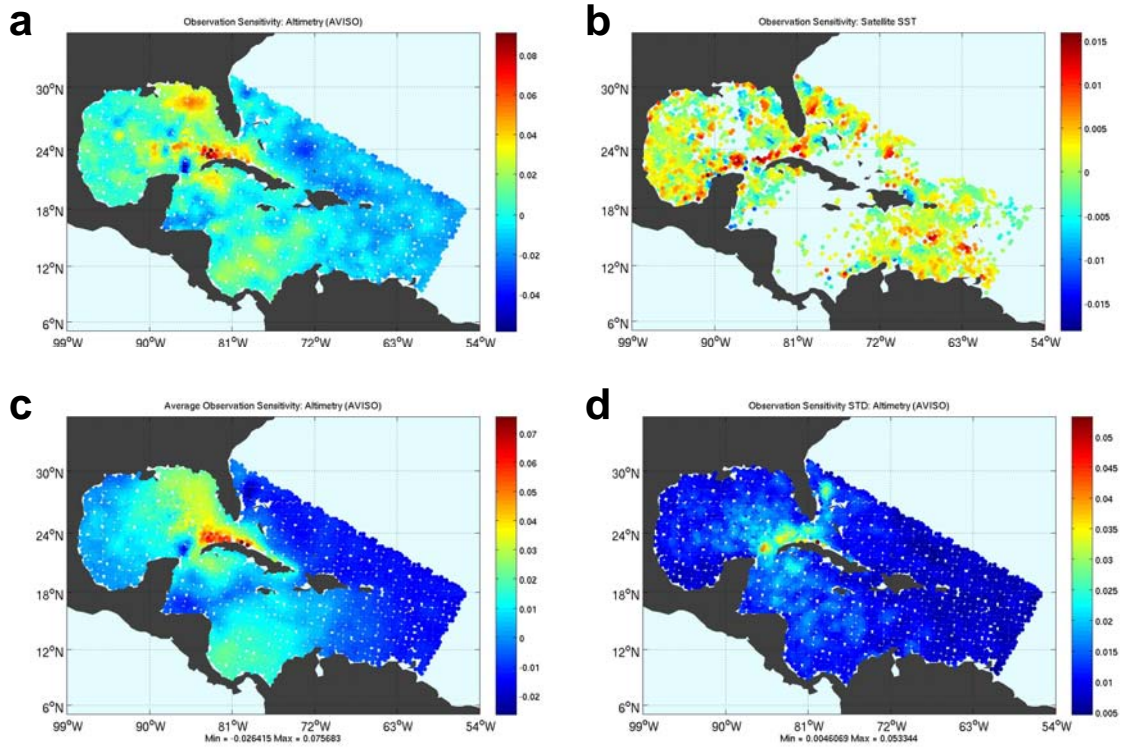 a
Observation Sensitivity: Altimetry (AVISO)
30°N
24°N
18°N
12°N
6°N
99°W 90°W 81°W 72°W 63°W 54°W
0.08
0.06
0.04
0.02
0
-0.02
-0.04
b
Observation Sensitivity: Satellite SST
30°N
24°N
18°N
12°N
6°N
99°W 90°W 81°W 72°W 63°W 54°W
0.015
0.01
0.005
0
-0.005
-0.01
-0.015
c
Average Observation Sensitivity: Altimetry (AVISO)
30°N
24°N
18°N
12°N
6°N
99°W 90°W 81°W 72°W 63°W 54°W
Min = -0.026415 Max = 0.075683
0.07
0.06
0.05
0.04
0.03
0.02
0.01
0
-0.01
-0.02
d
Observation Sensitivity STD: Altimetry (AVISO)
30°N
24°N
18°N
12°N
6°N
99°W 90°W 81°W 72°W 63°W 54°W
Min = 0.0046069 Max = 0.053344
0.05
0.045
0.04
0.035
0.03
0.025
0.02
0.015
0.01
0.005